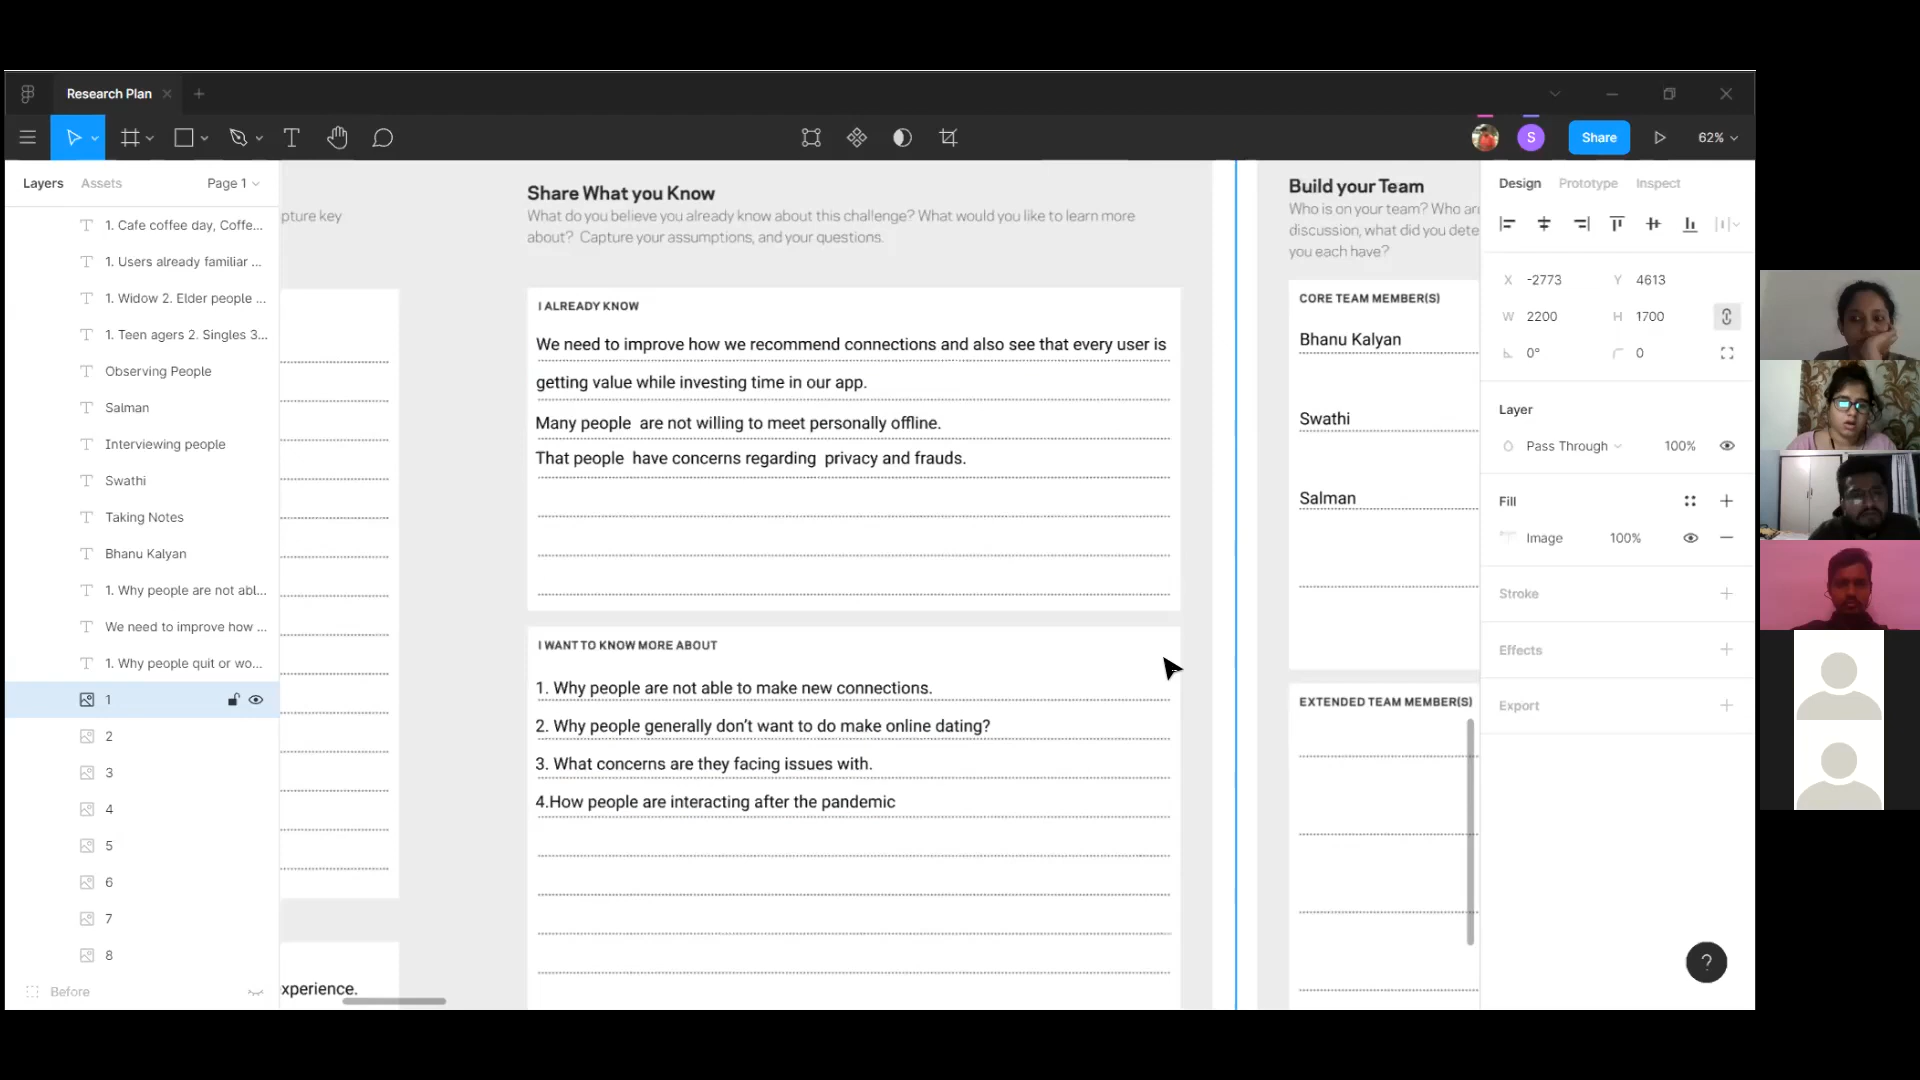 Research Plan
S
Share
62%
Layers
Assets
Page 1
1. Cafe coffee day, Coffe...
1. Users already familiar ...
1. Widow 2. Elder people ...
1. Teen agers 2. Singles 3...
Observing People
Salman
Interviewing people
Swathi
Taking Notes
Bhanu Kalyan
1. Why people are not abl...
We need to improve how ...
1. Why people quit or wo...
1
2
3
4
5
6
7
8
Before
pture key
xperience.
Share What you Know
What do you believe you already know about this challenge? What would you like to learn more
about? Capture your assumptions, and your questions.
I ALREADY KNOW
We need to improve how we recommend connections and also see that every user is
getting value while investing time in our app.
Many people are not willing to meet personally offline.
That people have concerns regarding privacy and frauds.
I WANT TO KNOW MORE ABOUT
1. Why people are not able to make new connections.
2. Why people generally don't want to do make online dating?
3. What concerns are they facing issues with.
4.How people are interacting after the pandemic
Build your Team
Who is on your team? Who ar
discussion, what did you dete
you each have?
CORE TEAM MEMBER(S)
Bhanu Kalyan
Swathi
Salman
EXTENDED TEAM MEMBER(S)
Design
Prototype
Inspect
X -2773
Y 4613
W 2200
H 1700
0°
0
Layer
Pass Through
100%
Fill
Image
100%
Stroke
Effects
Export
?